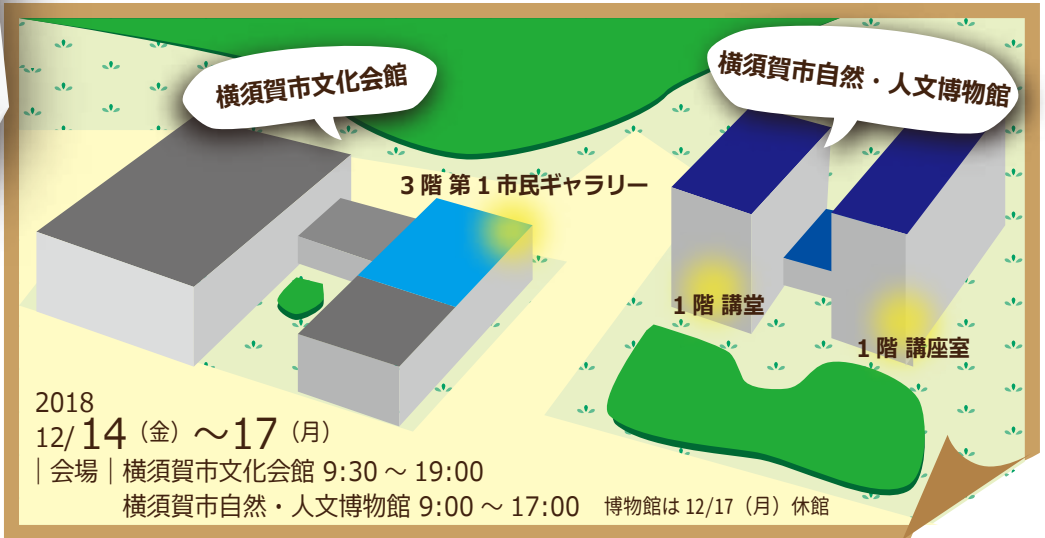 横須賀市文化会館
横須賀市自然・人文博物館
3階 第1市民ギャラリー
1階 講堂
1階 講座室
2018
12/14（金）～17（月）
｜会場｜横須賀市文化会館 9:30 ～ 19:00
横須賀市自然・人文博物館 9:00 ～ 17:00 博物館は 12/17（月）休館